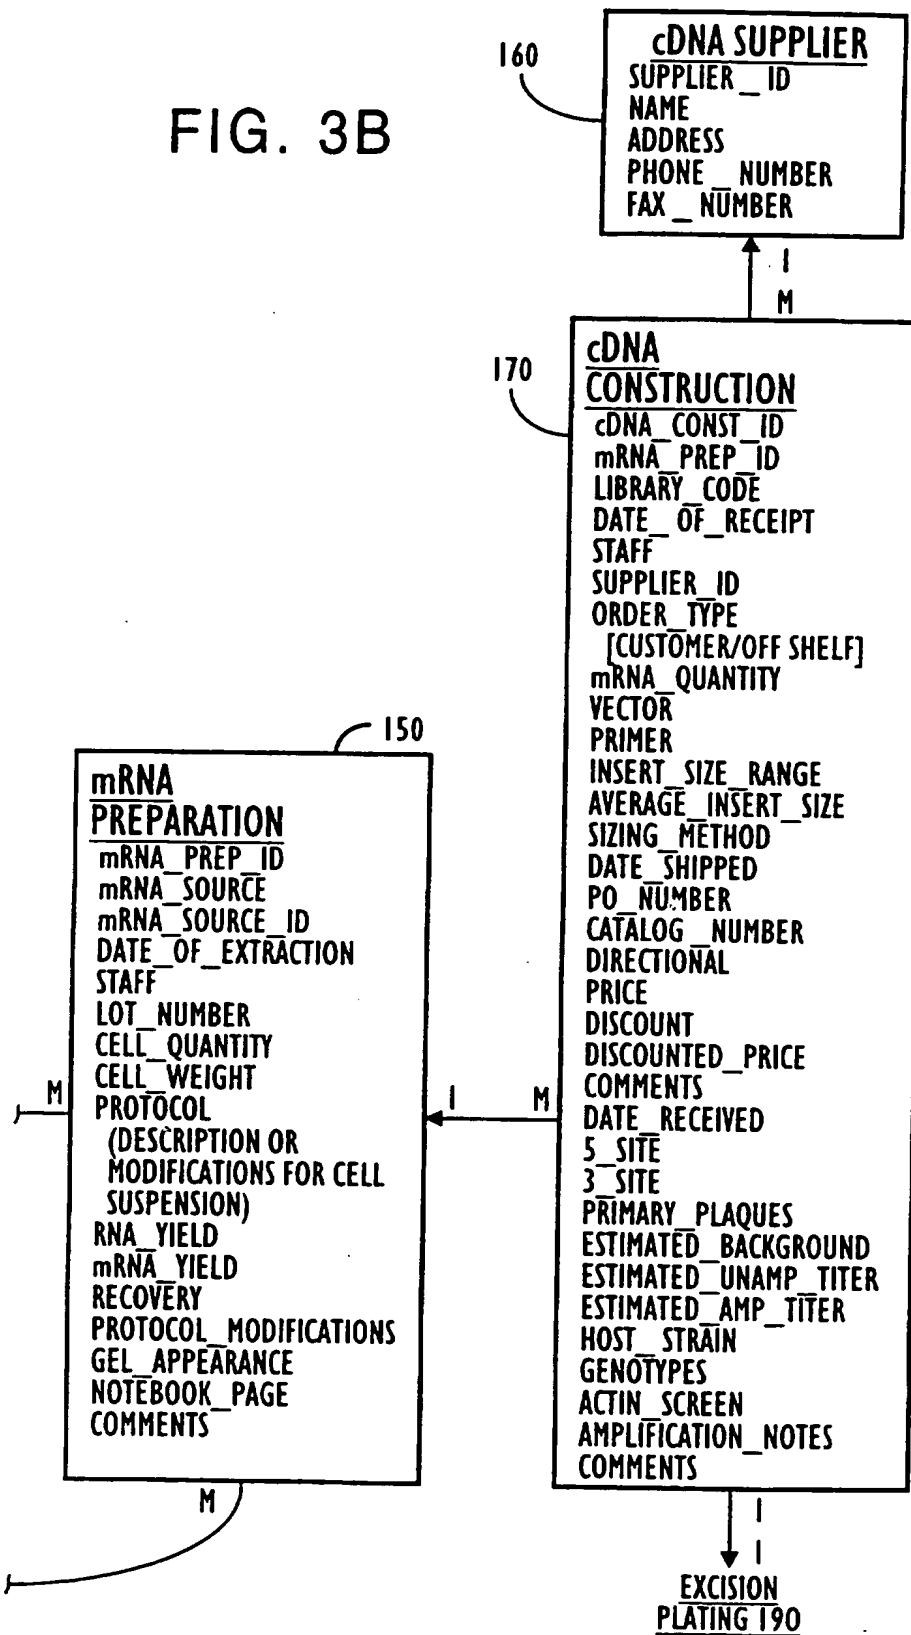 FIG. 3B
160
cDNA SUPPLIER
SUPPLIER_ID
NAME
ADDRESS
PHONE_NUMBER
FAX_NUMBER
1
M
170
cDNA
CONSTRUCTION
cDNA_CONST_ID
mRNA_PREP_ID
LIBRARY_CODE
DATE_OF_RECEIPT
STAFF
SUPPLIER_ID
ORDER_TYPE
[CUSTOMER/OFF SHELF]
mRNA_QUANTITY
VECTOR
PRIMER
INSERT_SIZE_RANGE
AVERAGE_INSERT_SIZE
SIZING_METHOD
DATE_SHIPPED
PO_NUMBER
CATALOG_NUMBER
DIRECTIONAL
PRICE
DISCOUNT
DISCOUNTED_PRICE
COMMENTS
DATE_RECEIVED
5_SITE
3_SITE
PRIMARY_PLAQUES
ESTIMATED_BACKGROUND
ESTIMATED_UNAMP_TITER
ESTIMATED_AMP_TITER
HOST_STRAIN
GENOTYPES
ACTIN_SCREEN
AMPLIFICATION_NOTES
COMMENTS
150
mRNA
PREPARATION
mRNA_PREP_ID
mRNA_SOURCE
mRNA_SOURCE_ID
DATE_OF_EXTRACTION
STAFF
LOT_NUMBER
CELL_QUANTITY
CELL_WEIGHT
PROTOCOL
(DESCRIPTION OR
MODIFICATIONS FOR CELL
SUSPENSION)
RNA_YIELD
mRNA_YIELD
RECOVERY
PROTOCOL_MODIFICATIONS
GEL_APPEARANCE
NOTEBOOK_PAGE
COMMENTS
M
1
M
M
1
1
EXCISION
PLATING 190